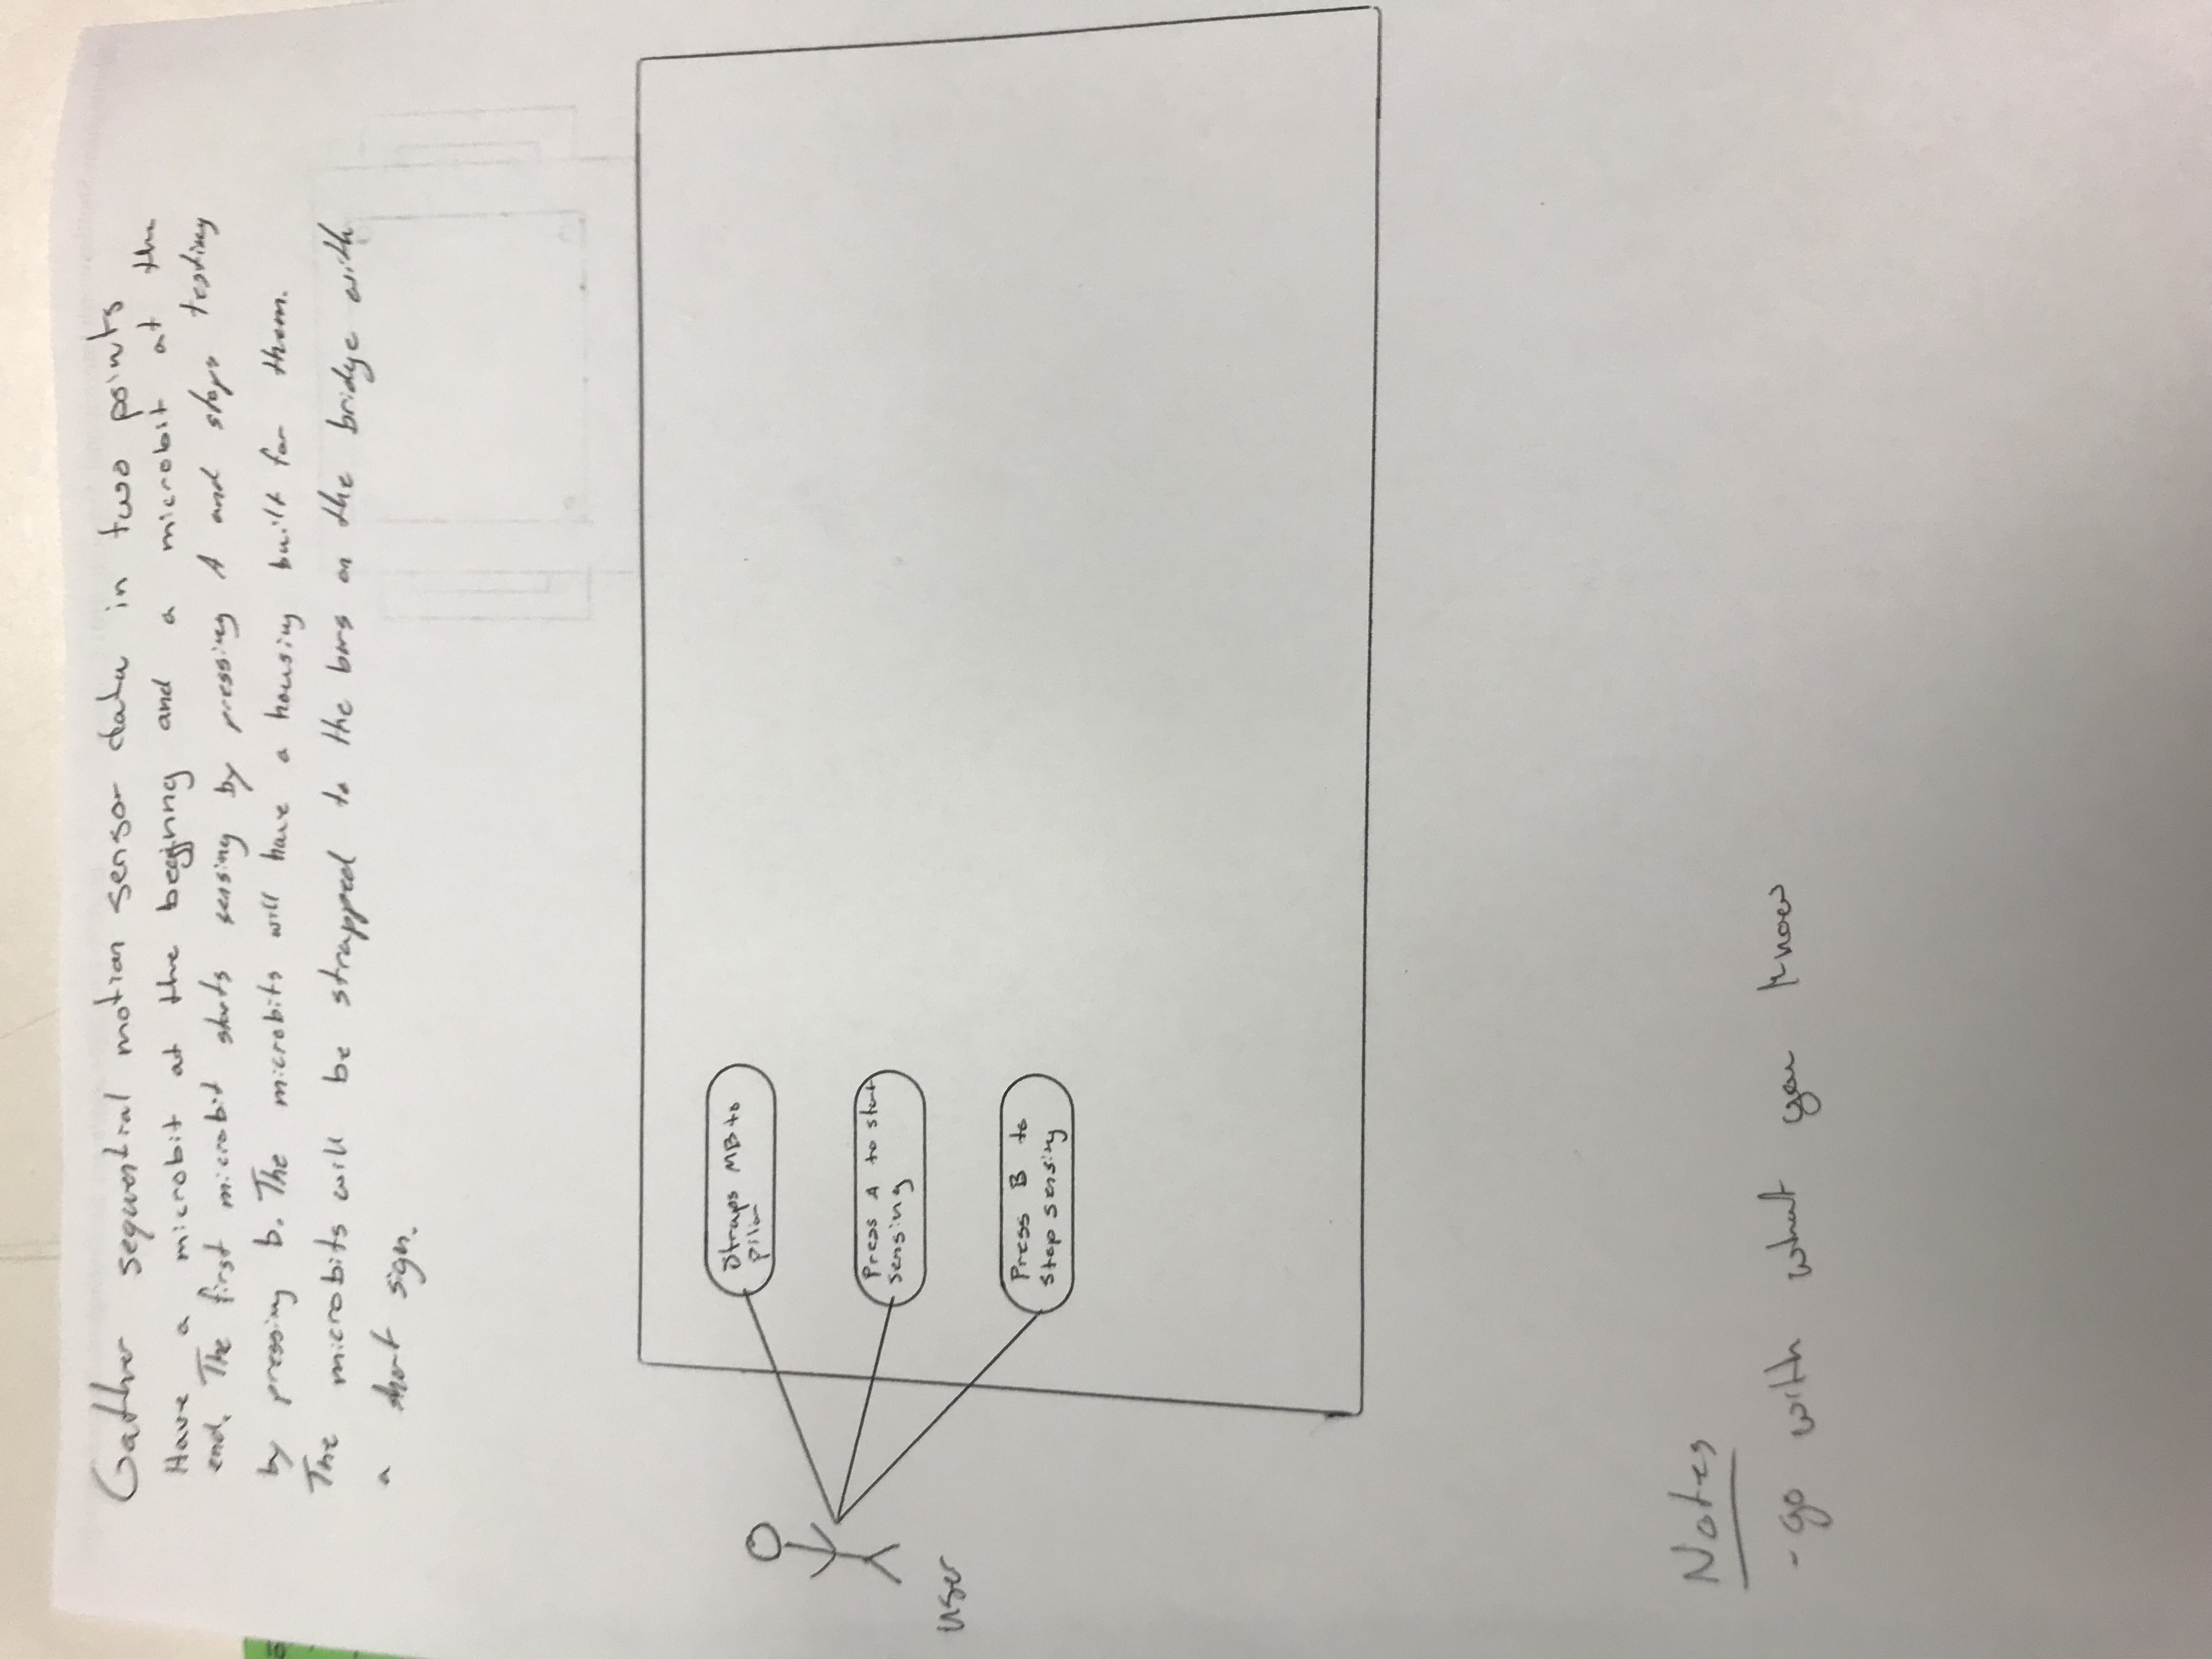 Gather sequential motion sensor data in two points
Have a microbit at the beginng and a microbit at the
end. The first microbit starts sensing by pressing A and stops testing
by pressing b. The microbits will have a housing built for them.
The microbits will be strapped to the bars on the bridge with
a short sign.
Straps MB to
pilar
Press A to start
sensing
user
Press B to
stop sensing
Notes
- go with what you know